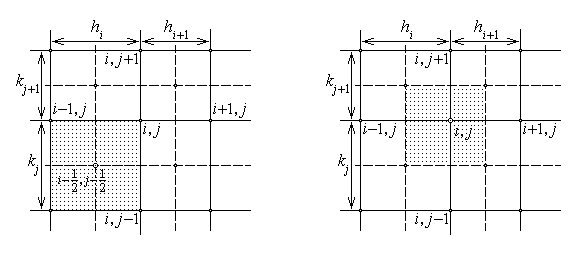 h_i h_{i+1}
i, j+1
k_{j+1}
i−1, j i+1, j
i, j
k_j
i−1/2, j−1/2
i, j−1
h_i h_{i+1}
i, j+1
k_{j+1}
i−1, j i, j i+1, j
k_j
i, j−1